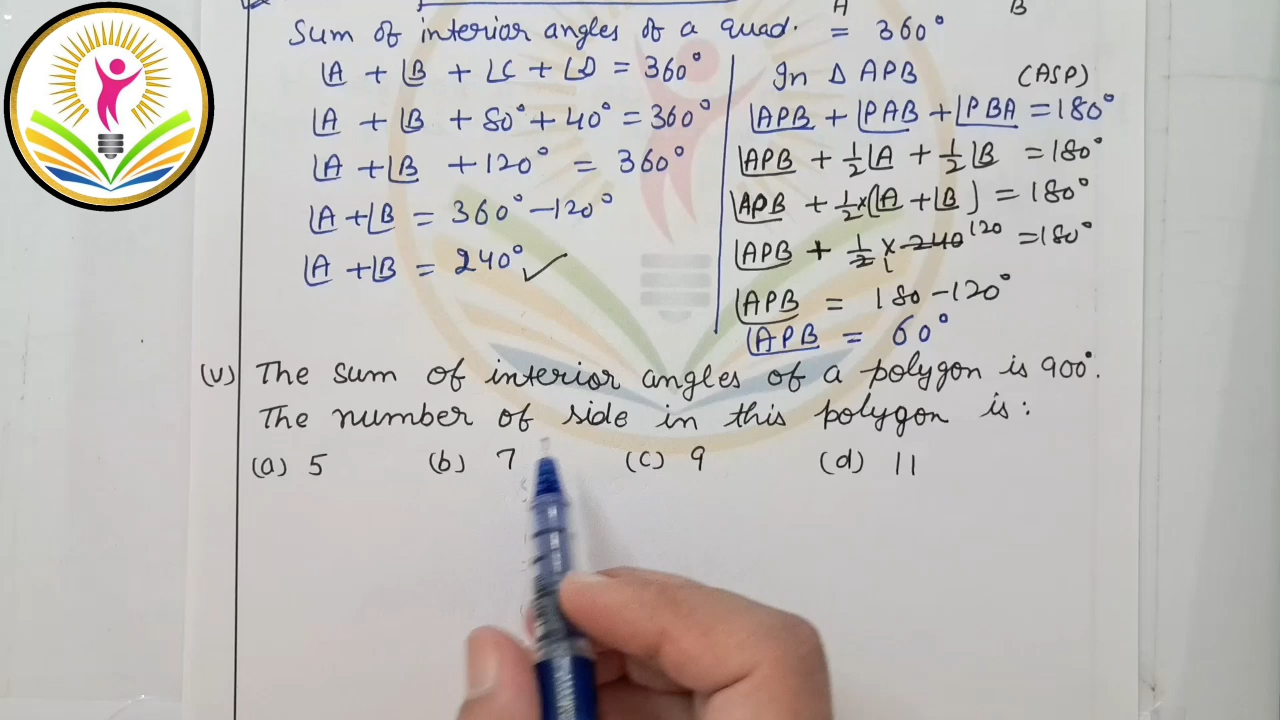 A B
Sum of interior angles of a quad. = 360°
∠A + ∠B + ∠C + ∠D = 360°
∠A + ∠B + 80° + 40° = 360°
∠A + ∠B + 120° = 360°
∠A + ∠B = 360° - 120°
∠A + ∠B = 240° ✓
In Δ APB (ASP)
∠APB + ∠PAB + ∠PBA = 180°
∠APB + 1/2 ∠A + 1/2 ∠B = 180°
∠APB + 1/2 × (∠A + ∠B) = 180°
∠APB + 1/2 × 240 120 = 180°
1
∠APB = 180 - 120°
∠APB = 60°
(v) The sum of interior angles of a polygon is 900°.
The number of side in this polygon is:
(a) 5 (b) 7 (c) 9 (d) 11